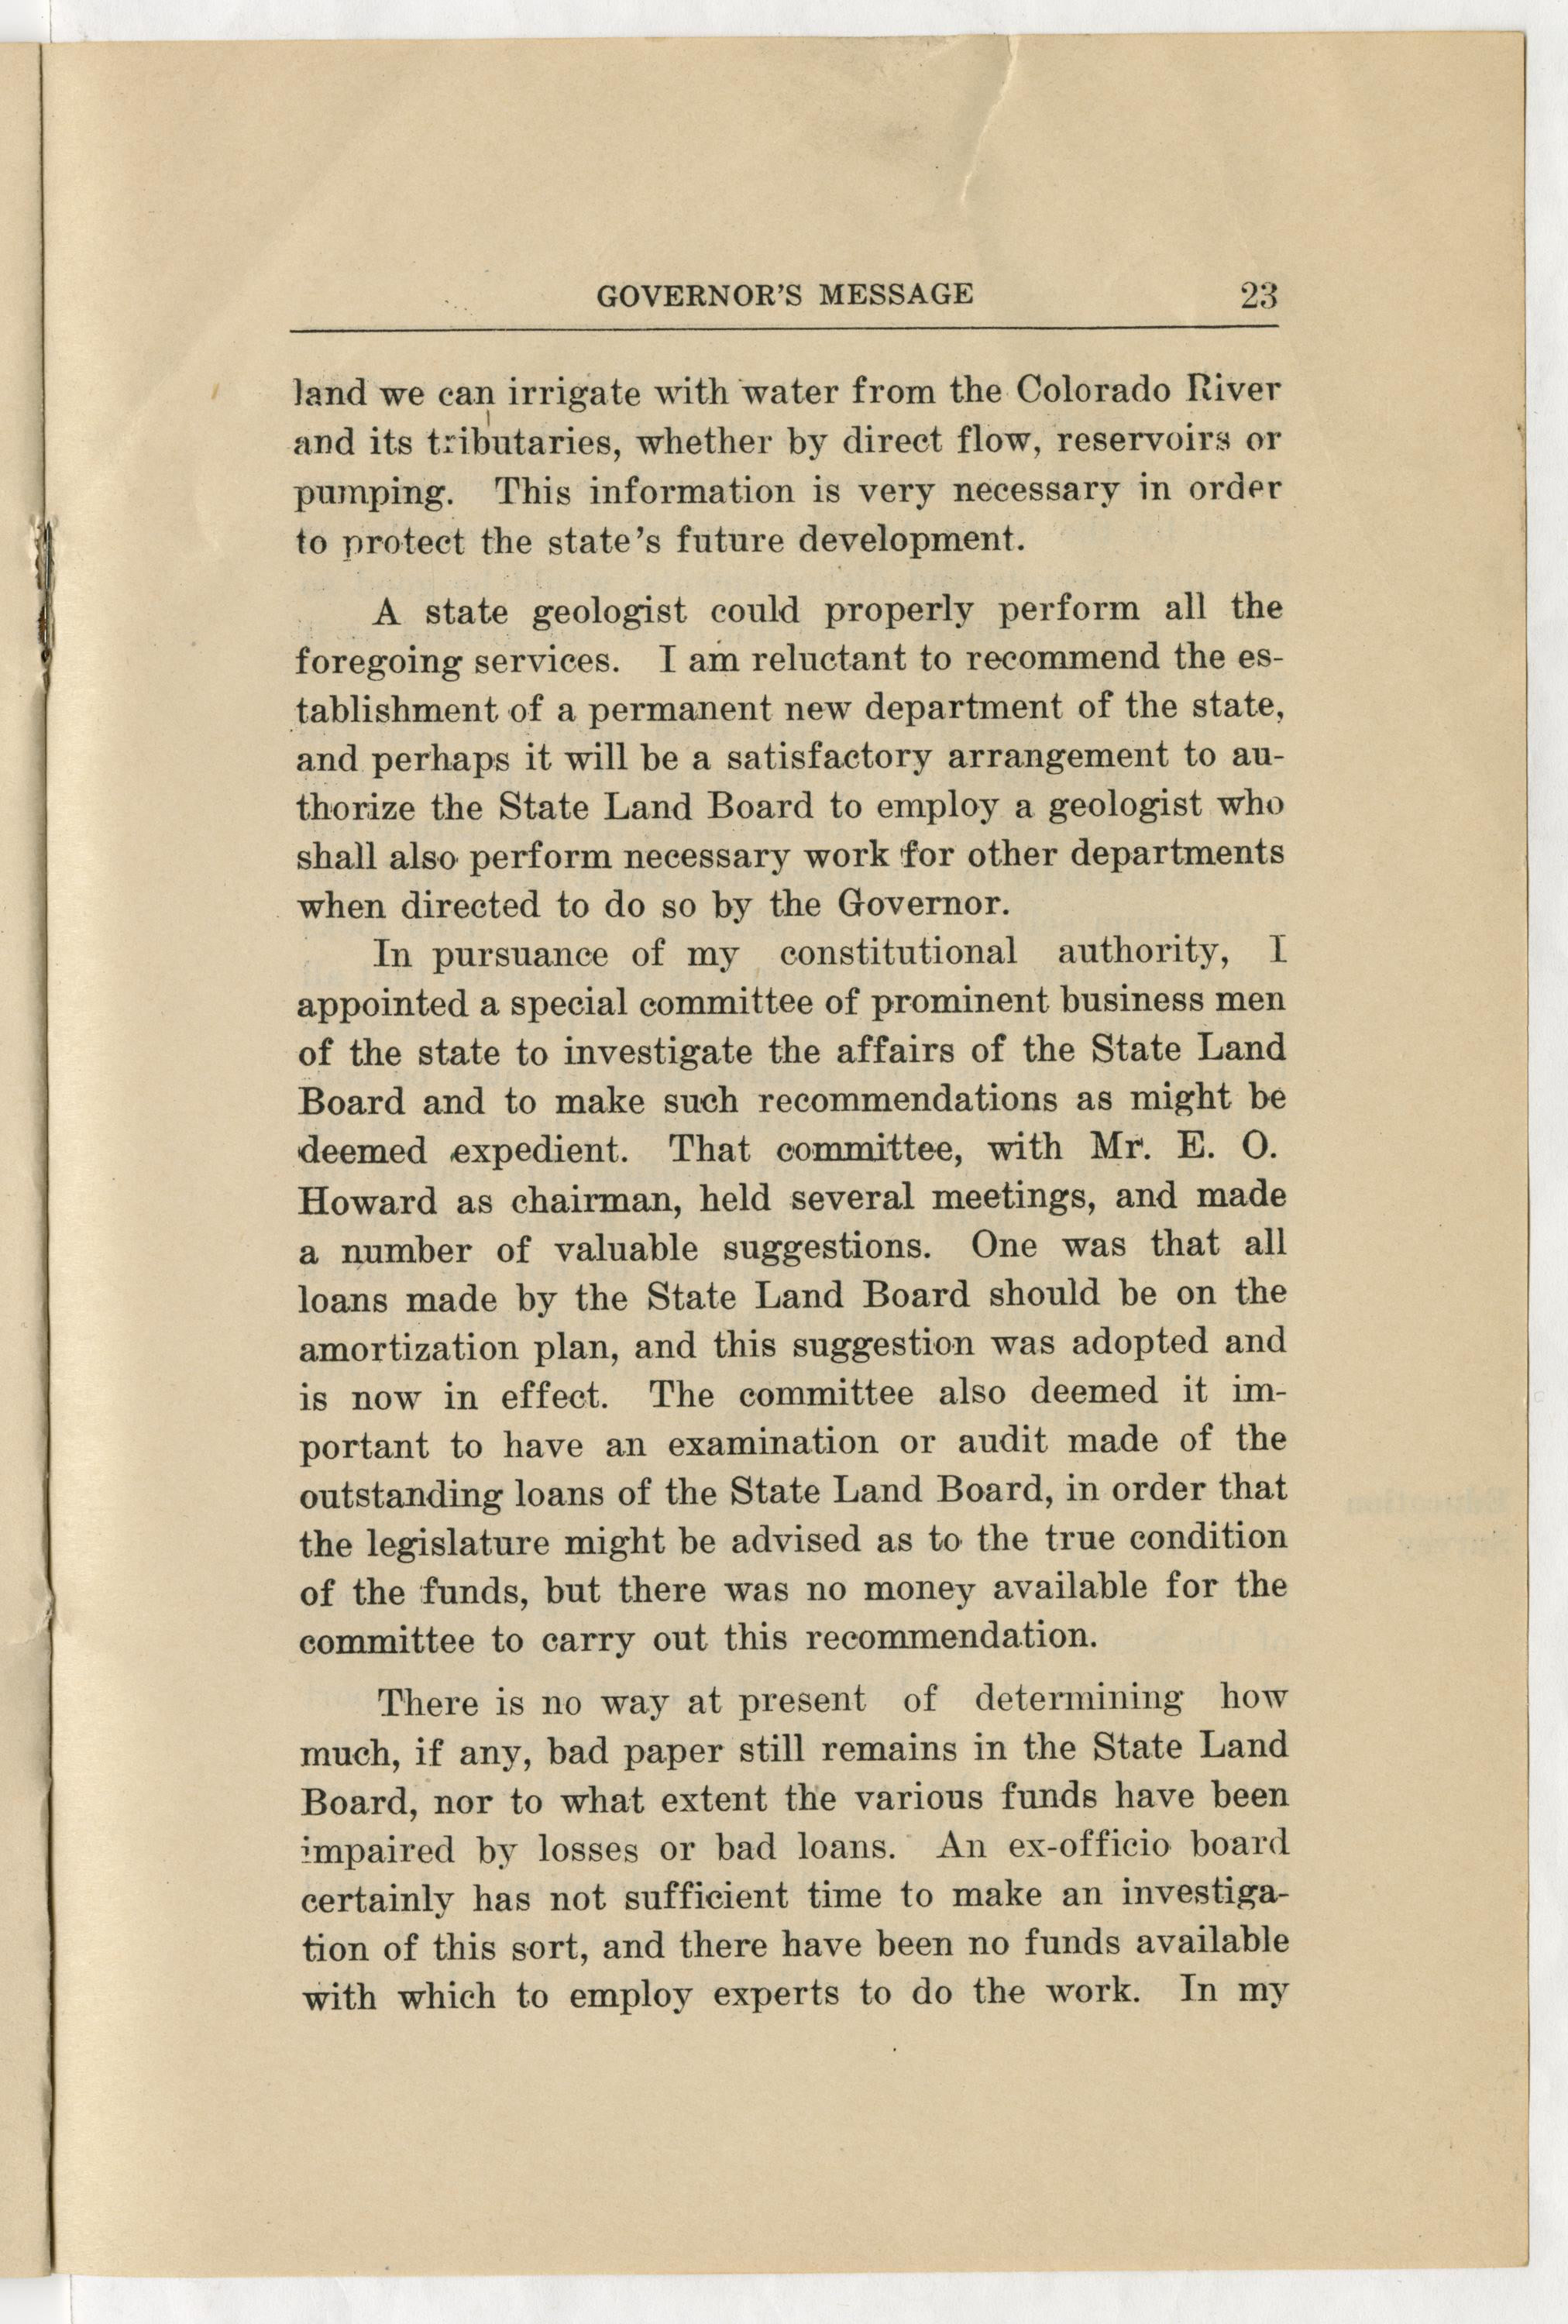 GOVERNOR'S MESSAGE 23
land we can irrigate with water from the Colorado River
and its tributaries, whether by direct flow, reservoirs or
pumping. This information is very necessary in order
to protect the state's future development.
A state geologist could properly perform all the
foregoing services. I am reluctant to recommend the es-
tablishment of a permanent new department of the state,
and perhaps it will be a satisfactory arrangement to au-
thorize the State Land Board to employ a geologist who
shall also perform necessary work for other departments
when directed to do so by the Governor.
In pursuance of my constitutional authority, I
appointed a special committee of prominent business men
of the state to investigate the affairs of the State Land
Board and to make such recommendations as might be
deemed expedient. That committee, with Mr. E. O.
Howard as chairman, held several meetings, and made
a number of valuable suggestions. One was that all
loans made by the State Land Board should be on the
amortization plan, and this suggestion was adopted and
is now in effect. The committee also deemed it im-
portant to have an examination or audit made of the
outstanding loans of the State Land Board, in order that
the legislature might be advised as to the true condition
of the funds, but there was no money available for the
committee to carry out this recommendation.
There is no way at present of determining how
much, if any, bad paper still remains in the State Land
Board, nor to what extent the various funds have been
impaired by losses or bad loans. An ex-officio board
certainly has not sufficient time to make an investiga-
tion of this sort, and there have been no funds available
with which to employ experts to do the work. In my